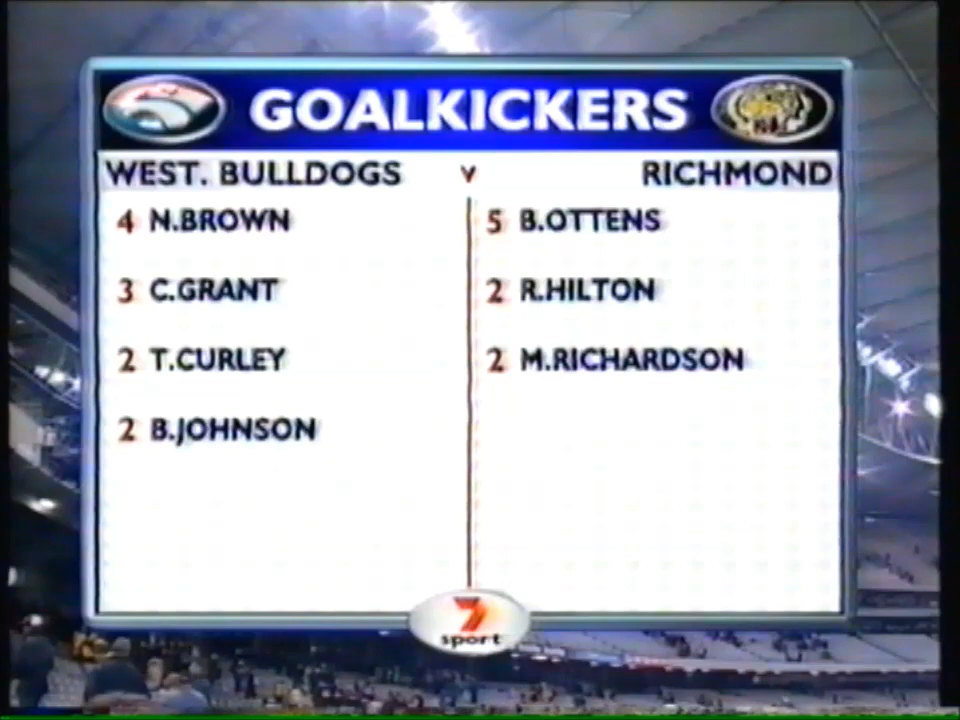 GOALKICKERS
WEST. BULLDOGS v RICHMOND
4 N.BROWN
3 C.GRANT
2 T.CURLEY
2 B.JOHNSON
5 B.OTTENS
2 R.HILTON
2 M.RICHARDSON
7
sport